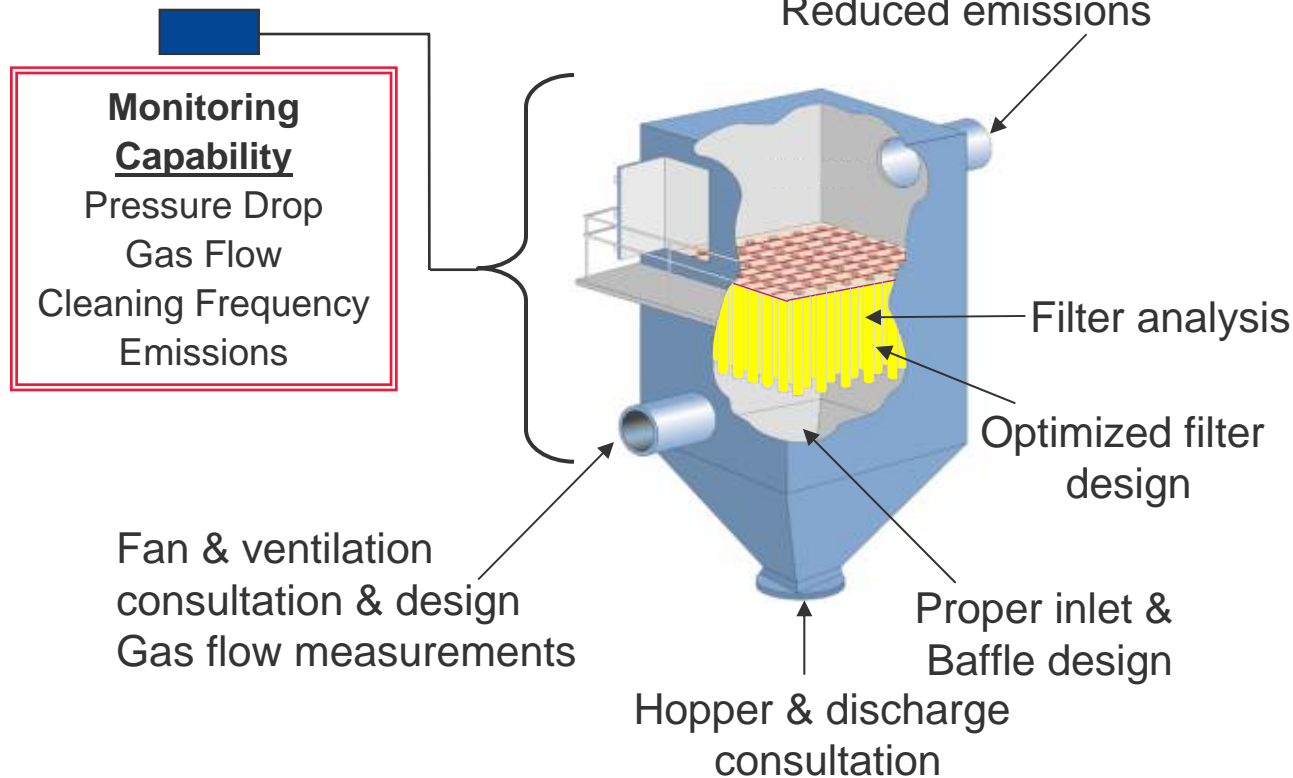 Reduced emissions
Monitoring
Capability
Pressure Drop
Gas Flow
Cleaning Frequency
Emissions
Filter analysis
Optimized filter
design
Fan & ventilation
consultation & design
Gas flow measurements
Proper inlet &
Baffle design
Hopper & discharge
consultation